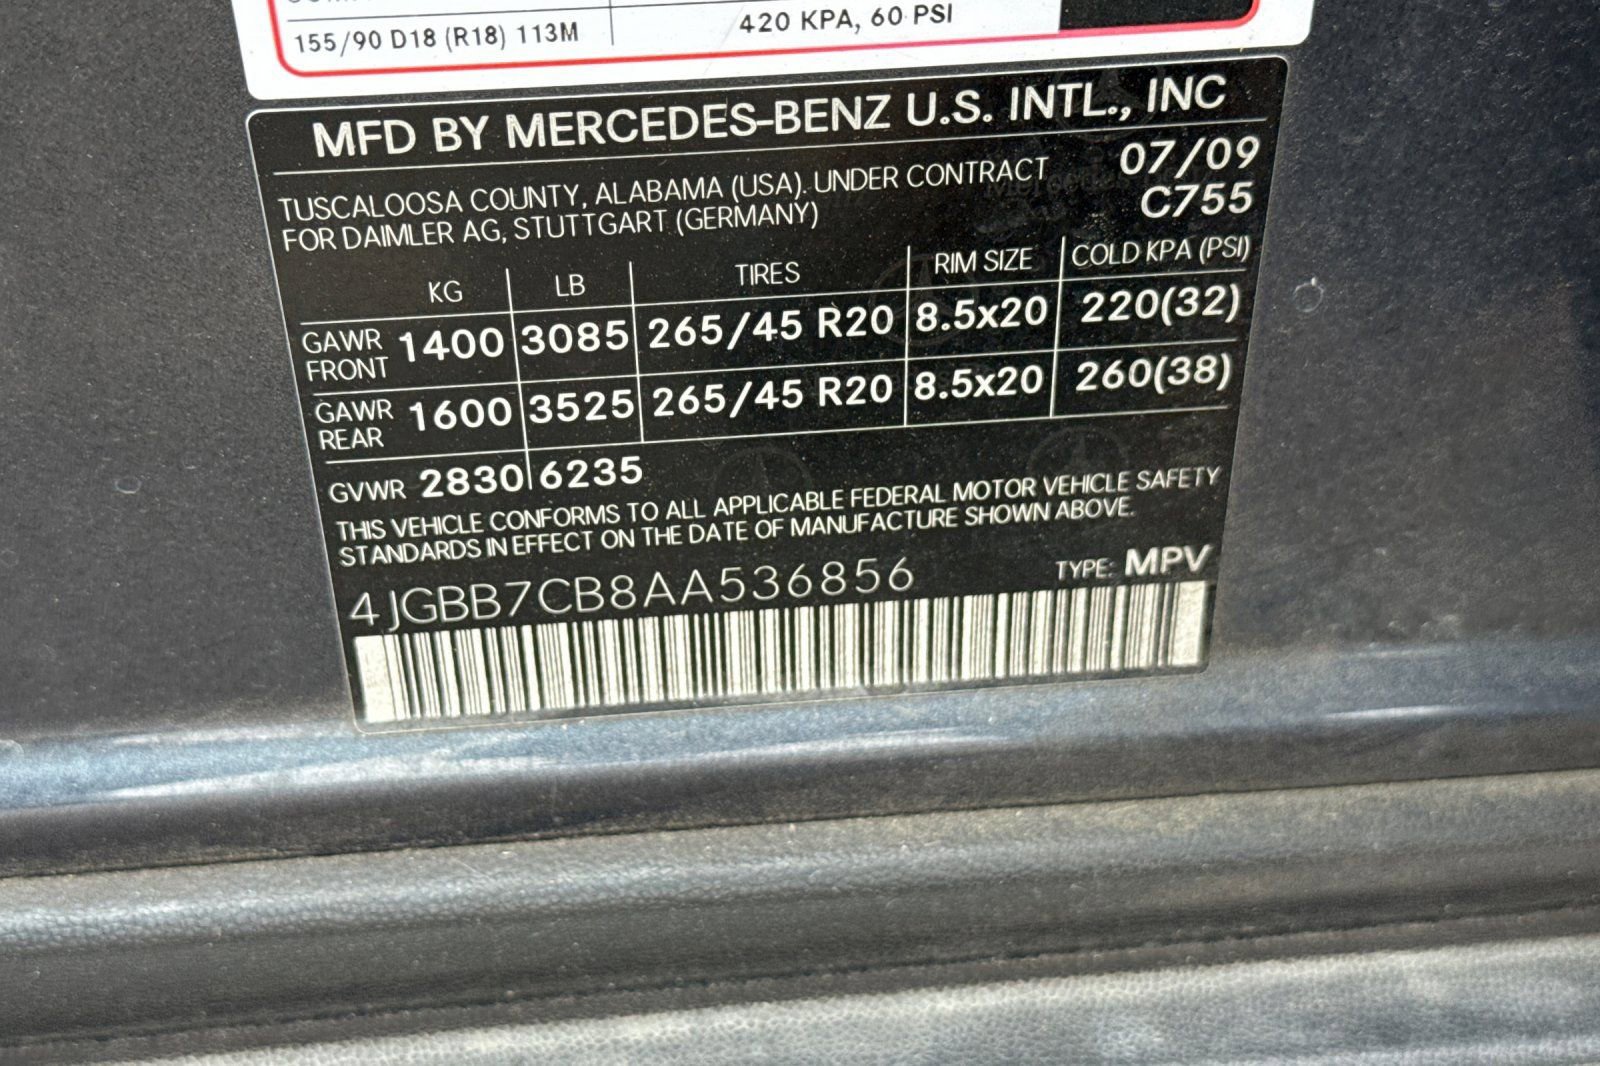 155/90 D18 (R18) 113M 420 KPA, 60 PSI
MFD BY MERCEDES-BENZ U.S. INTL., INC
TUSCALOOSA COUNTY, ALABAMA (USA). UNDER CONTRACT 07/09
FOR DAIMLER AG, STUTTGART (GERMANY) C755
KG LB TIRES RIM SIZE COLD KPA (PSI)
GAWR FRONT 1400 3085 265/45 R20 8.5x20 220(32)
GAWR REAR 1600 3525 265/45 R20 8.5x20 260(38)
GVWR 2830 6235
THIS VEHICLE CONFORMS TO ALL APPLICABLE FEDERAL MOTOR VEHICLE SAFETY
STANDARDS IN EFFECT ON THE DATE OF MANUFACTURE SHOWN ABOVE.
4JGBB7CB8AA536856 TYPE: MPV